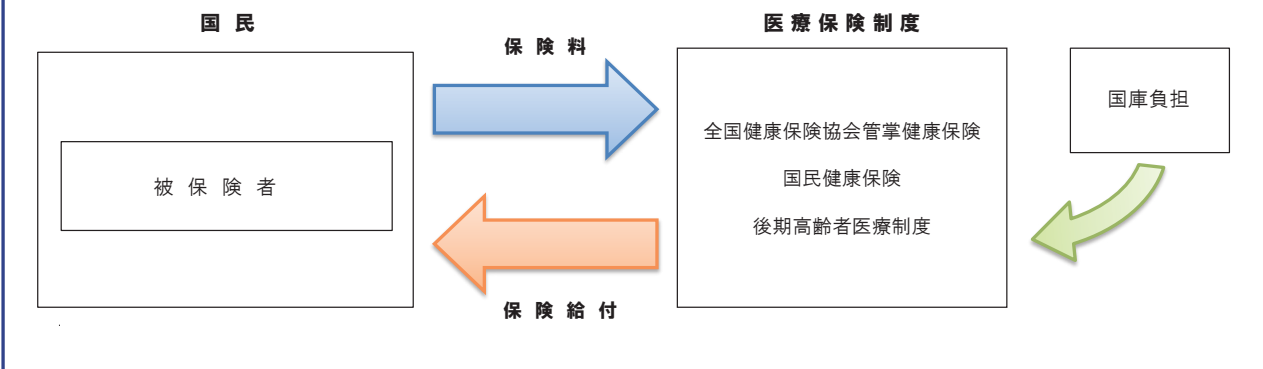 国民
被保険者
保険料
保険給付
医療保険制度
全国健康保険協会管掌健康保険
国民健康保険
後期高齢者医療制度
国庫負担